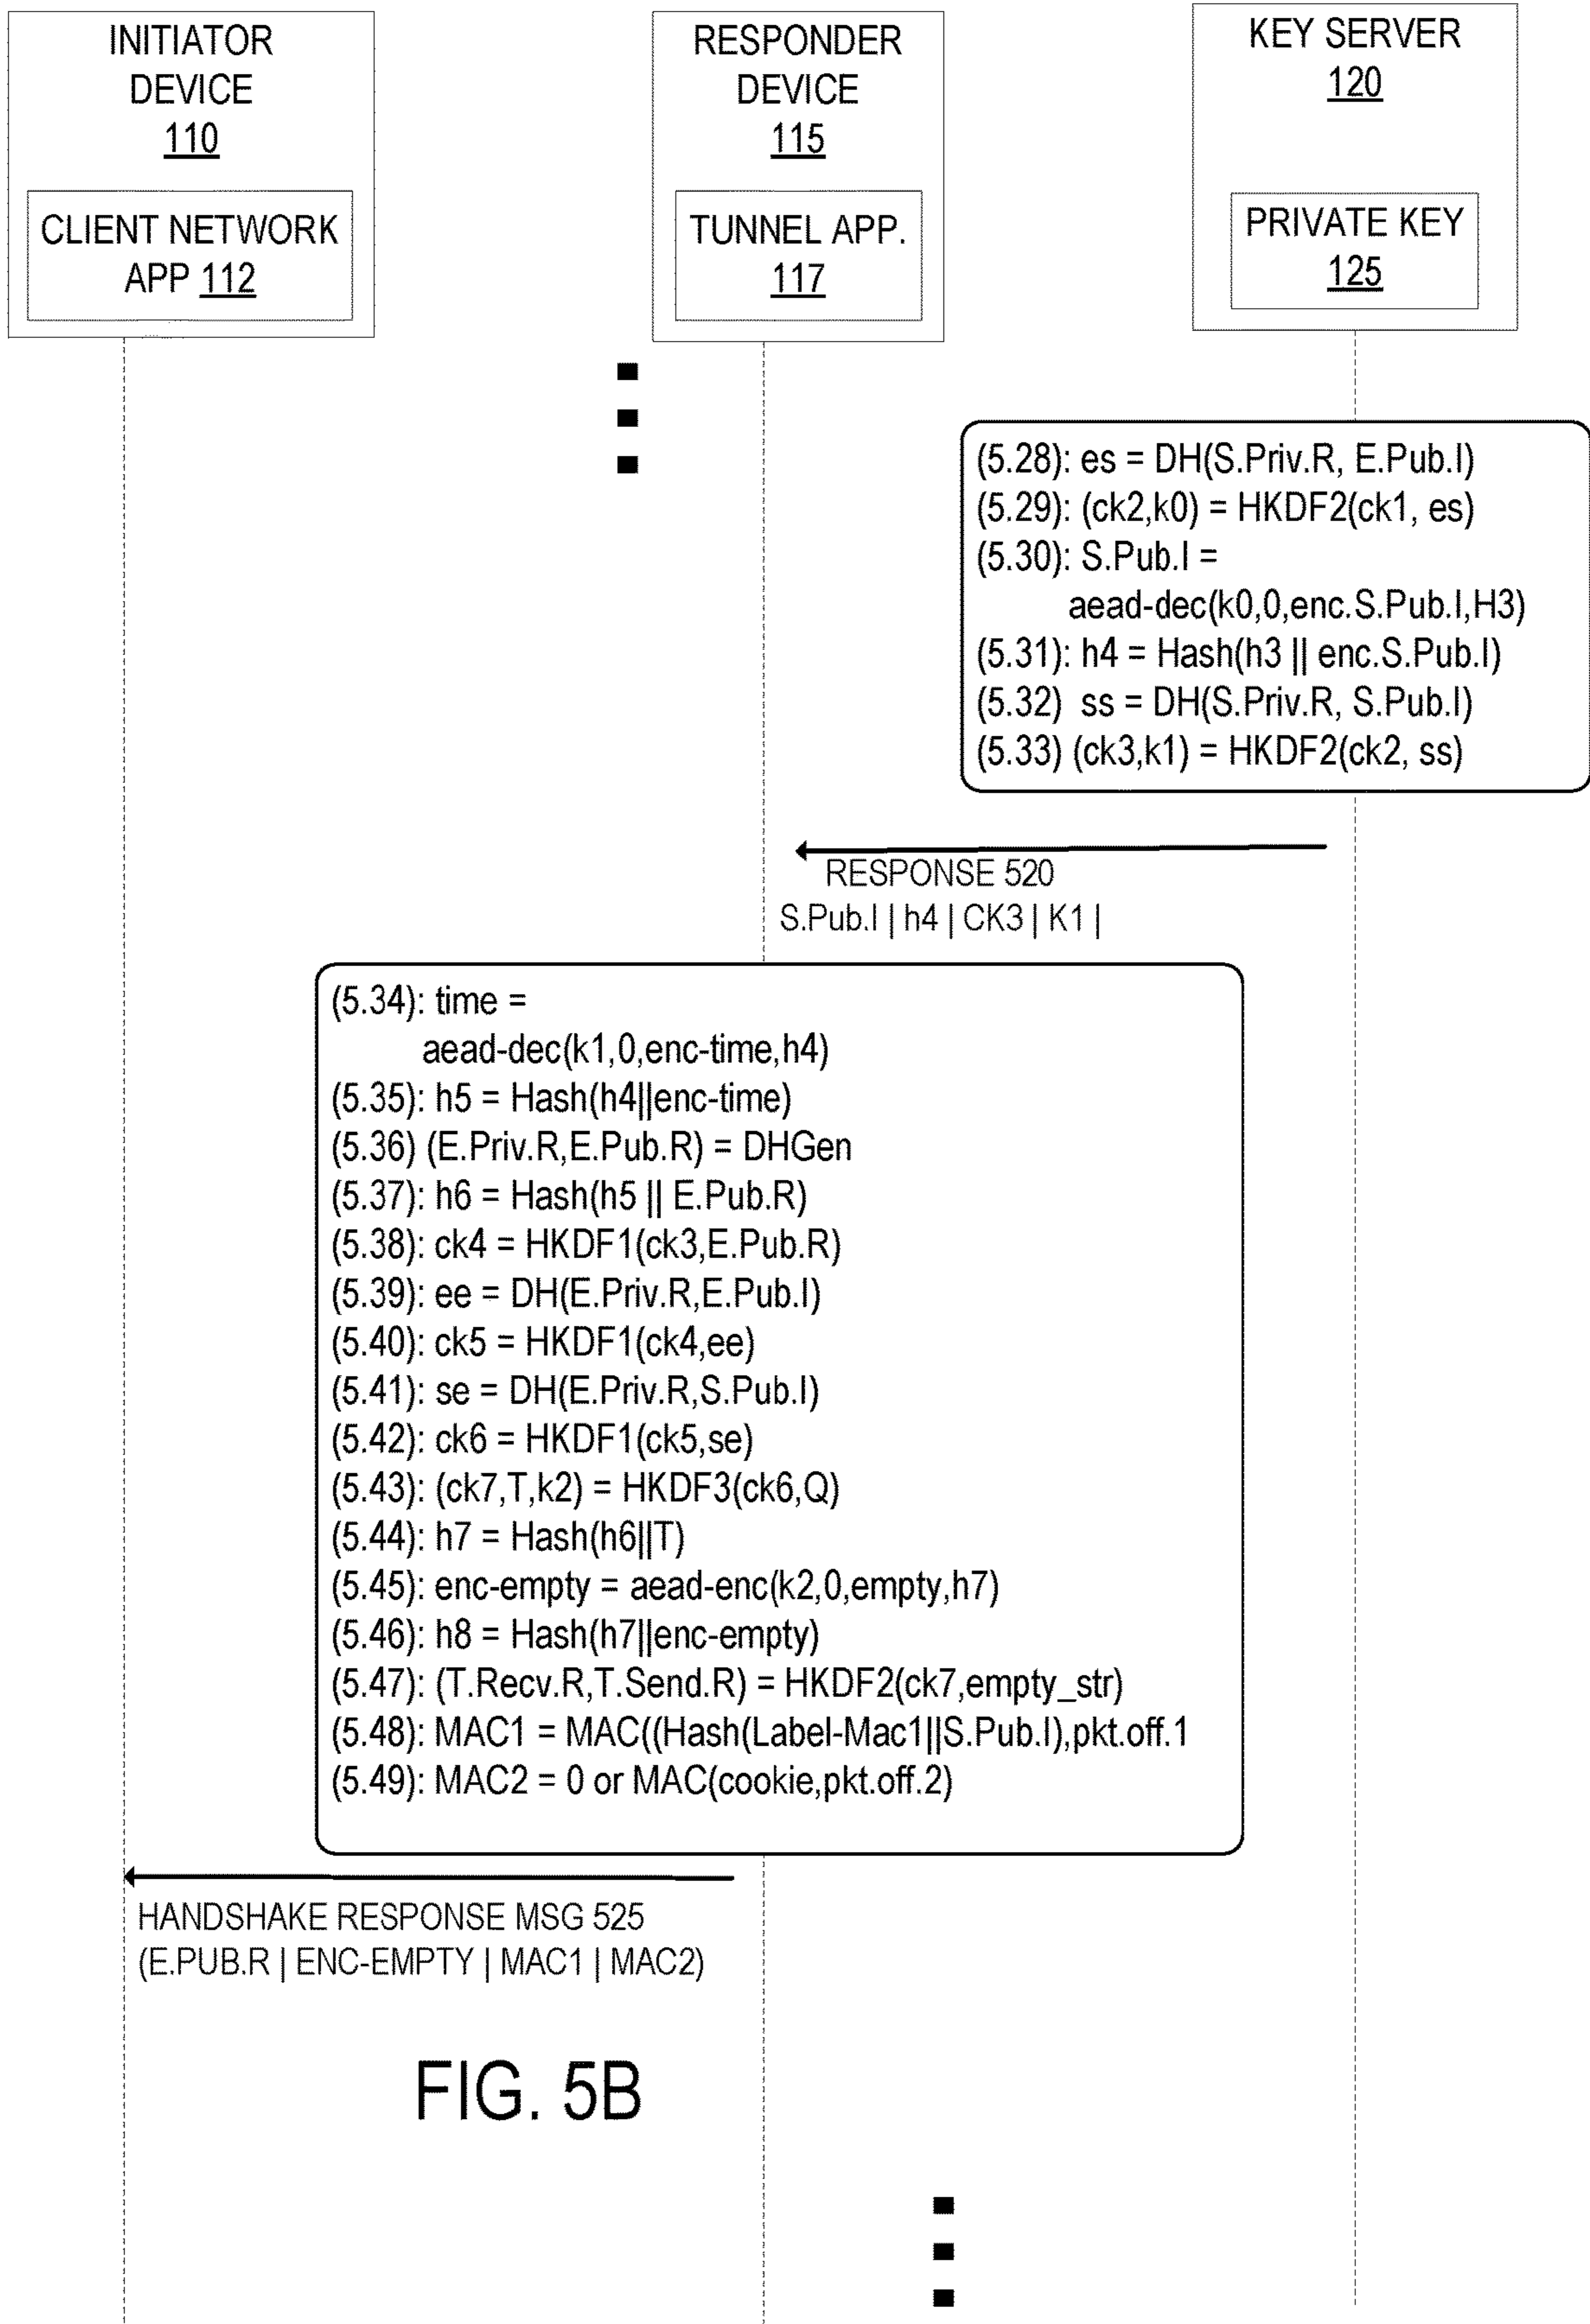 INITIATOR
DEVICE
110
CLIENT NETWORK
APP 112
RESPONDER
DEVICE
115
TUNNEL APP.
117
KEY SERVER
120
PRIVATE KEY
125
(5.28): es = DH(S.Priv.R, E.Pub.I)
(5.29): (ck2,k0) = HKDF2(ck1, es)
(5.30): S.Pub.I =
aead-dec(k0,0,enc.S.Pub.I,H3)
(5.31): h4 = Hash(h3 || enc.S.Pub.I)
(5.32) ss = DH(S.Priv.R, S.Pub.I)
(5.33) (ck3,k1) = HKDF2(ck2, ss)
RESPONSE 520
S.Pub.I | h4 | CK3 | K1 |
(5.34): time =
aead-dec(k1,0,enc-time,h4)
(5.35): h5 = Hash(h4||enc-time)
(5.36) (E.Priv.R,E.Pub.R) = DHGen
(5.37): h6 = Hash(h5 || E.Pub.R)
(5.38): ck4 = HKDF1(ck3,E.Pub.R)
(5.39): ee = DH(E.Priv.R,E.Pub.I)
(5.40): ck5 = HKDF1(ck4,ee)
(5.41): se = DH(E.Priv.R,S.Pub.I)
(5.42): ck6 = HKDF1(ck5,se)
(5.43): (ck7,T,k2) = HKDF3(ck6,Q)
(5.44): h7 = Hash(h6||T)
(5.45): enc-empty = aead-enc(k2,0,empty,h7)
(5.46): h8 = Hash(h7||enc-empty)
(5.47): (T.Recv.R,T.Send.R) = HKDF2(ck7,empty_str)
(5.48): MAC1 = MAC((Hash(Label-Mac1||S.Pub.I),pkt.off.1
(5.49): MAC2 = 0 or MAC(cookie,pkt.off.2)
HANDSHAKE RESPONSE MSG 525
(E.PUB.R | ENC-EMPTY | MAC1 | MAC2)
FIG. 5B